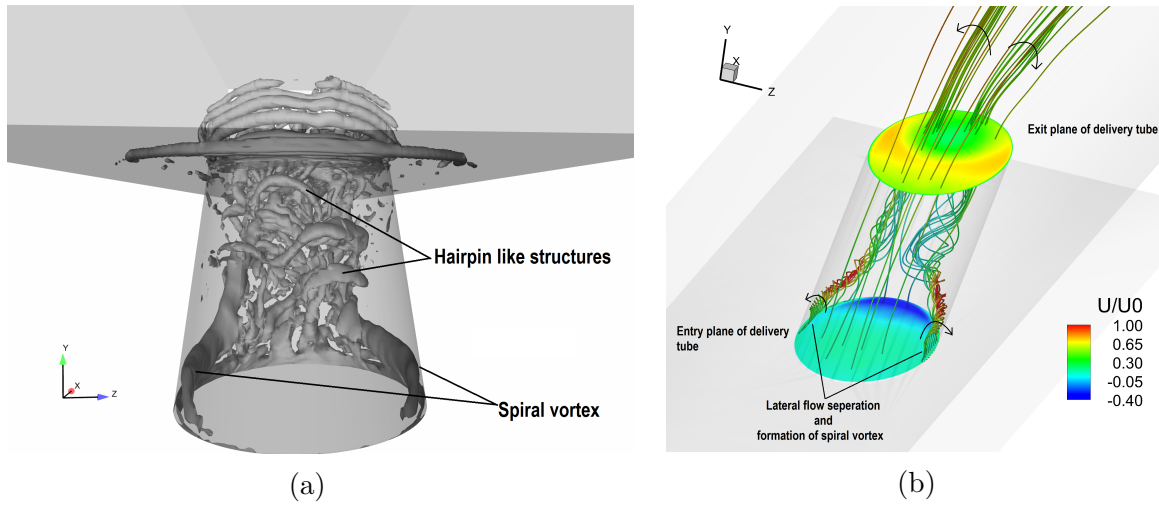 Hairpin like structures
Spiral vortex
Y
X
Z
(a)
Y
X
Z
Exit plane of delivery tube
Entry plane of delivery
tube
Lateral flow seperation
and
formation of spiral vortex
U/U0
1.00
0.65
0.30
-0.05
-0.40
(b)